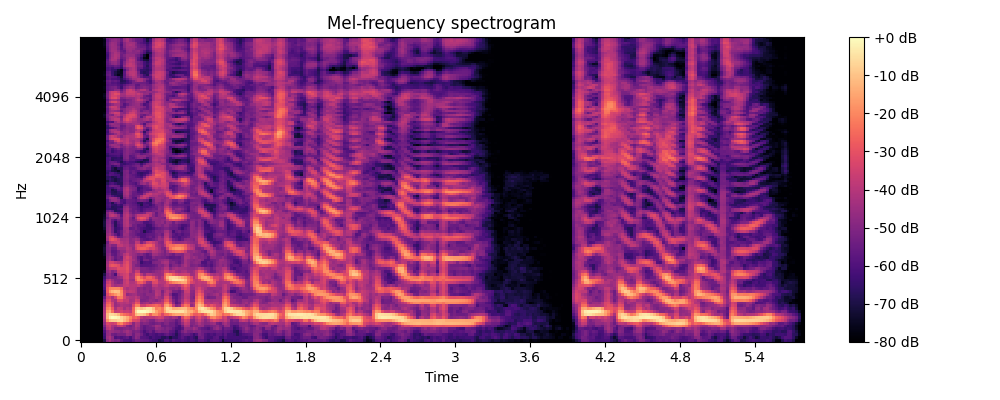 Mel-frequency spectrogram
+0 dB
-10 dB
-20 dB
-30 dB
-40 dB
-50 dB
-60 dB
-70 dB
-80 dB
Hz
4096
2048
1024
512
0
0 0.6 1.2 1.8 2.4 3 3.6 4.2 4.8 5.4
Time